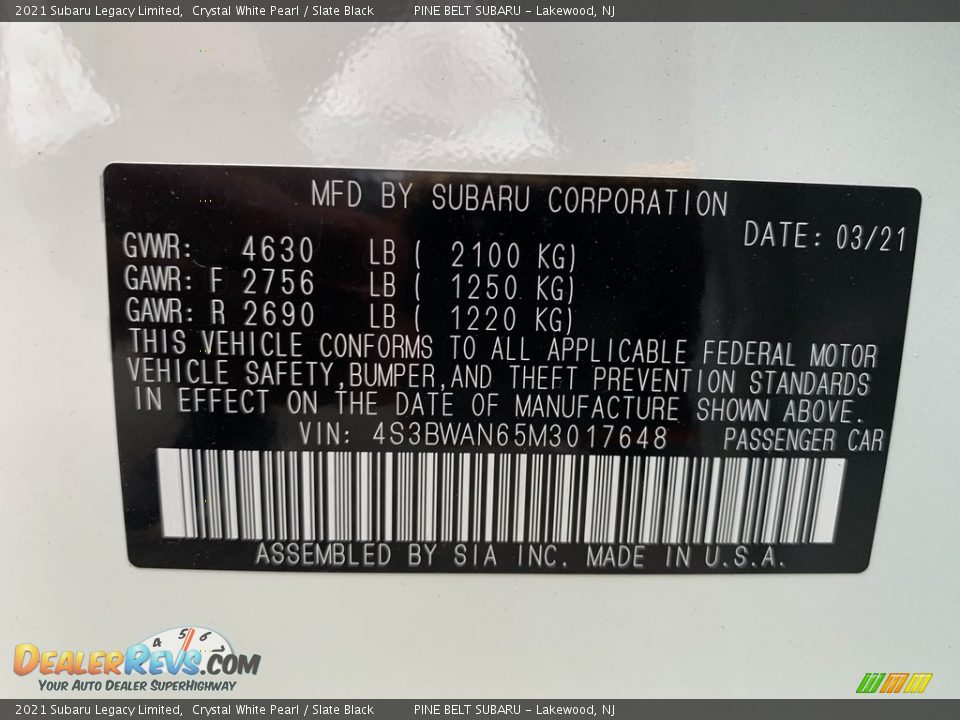 2021 Subaru Legacy Limited, Crystal White Pearl / Slate Black PINE BELT SUBARU - Lakewood, NJ
MFD BY SUBARU CORPORATION
DATE: 03/21
GVWR: 4630 LB ( 2100 KG)
GAWR: F 2756 LB ( 1250 KG)
GAWR: R 2690 LB ( 1220 KG)
THIS VEHICLE CONFORMS TO ALL APPLICABLE FEDERAL MOTOR
VEHICLE SAFETY,BUMPER,AND THEFT PREVENTION STANDARDS
IN EFFECT ON THE DATE OF MANUFACTURE SHOWN ABOVE.
VIN: 4S3BWAN65M3017648 PASSENGER CAR
ASSEMBLED BY SIA INC. MADE IN U.S.A.
4 5 6 7
DEALERREVS.COM
YOUR AUTO DEALER SUPERHIGHWAY
2021 Subaru Legacy Limited, Crystal White Pearl / Slate Black PINE BELT SUBARU - Lakewood, NJ